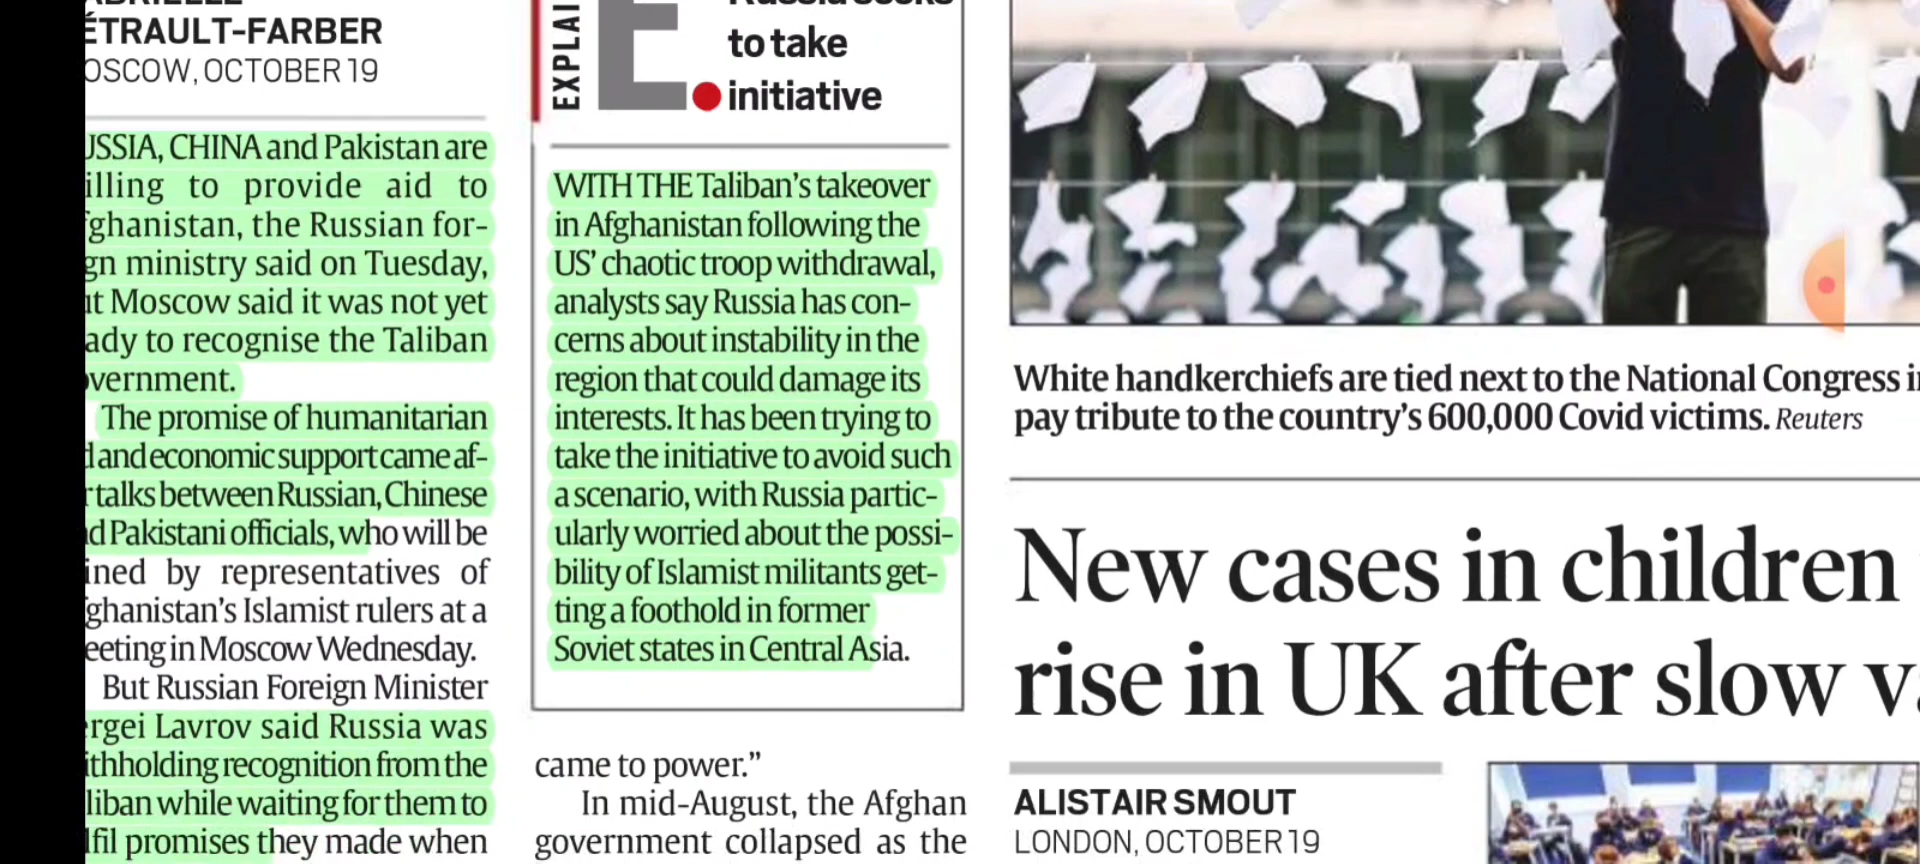 ÉTRAULT-FARBER
OSCOW, OCTOBER 19
USSIA, CHINA and Pakistan are
illing to provide aid to
fghanistan, the Russian for-
gn ministry said on Tuesday,
ut Moscow said it was not yet
ady to recognise the Taliban
overnment.
The promise of humanitarian
d and economic support came af-
r talks between Russian, Chinese
nd Pakistani officials, who will be
ined by representatives of
fghanistan's Islamist rulers at a
eeting in Moscow Wednesday.
But Russian Foreign Minister
ergei Lavrov said Russia was
ithholding recognition from the
liban while waiting for them to
lfil promises they made when
EXPLAI
E.
Russia seeks
to take
initiative
WITH THE Taliban's takeover
in Afghanistan following the
US' chaotic troop withdrawal,
analysts say Russia has con-
cerns about instability in the
region that could damage its
interests. It has been trying to
take the initiative to avoid such
a scenario, with Russia partic-
ularly worried about the possi-
bility of Islamist militants get-
ting a foothold in former
Soviet states in Central Asia.
came to power."
In mid-August, the Afghan
government collapsed as the
White handkerchiefs are tied next to the National Congress i
pay tribute to the country's 600,000 Covid victims. Reuters
New cases in children
rise in UK after slow v
ALISTAIR SMOUT
LONDON, OCTOBER 19